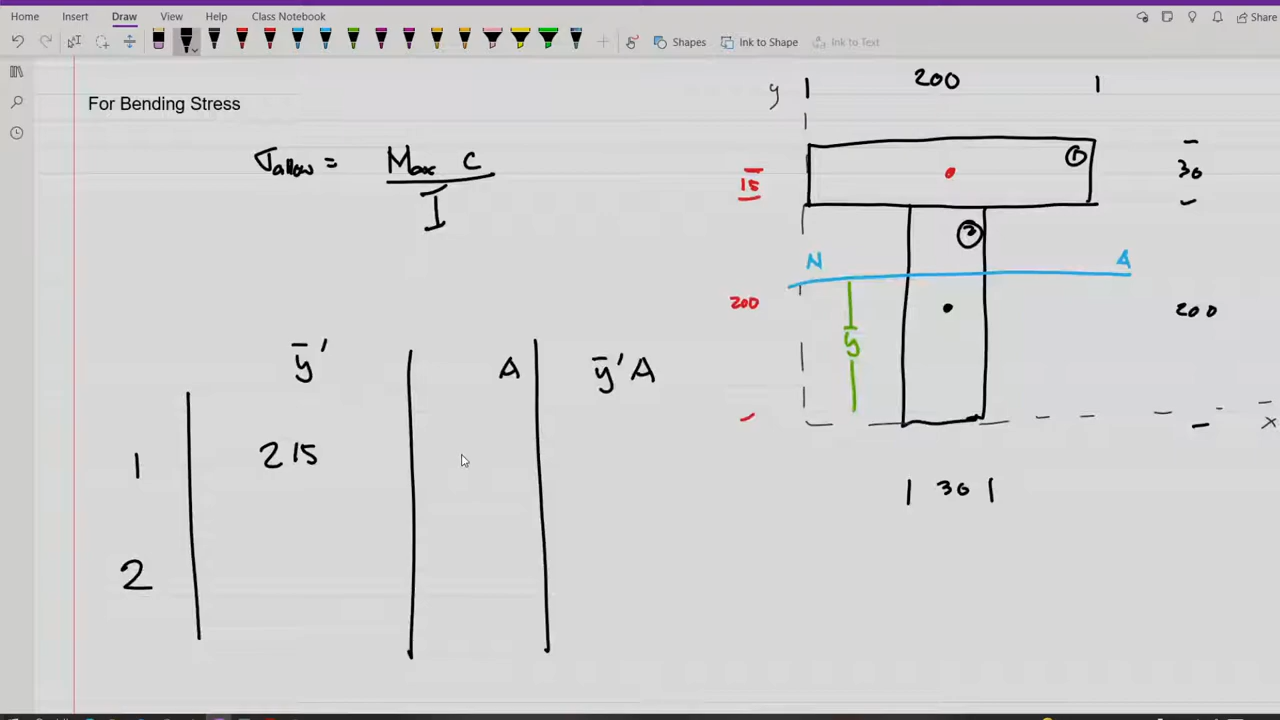 Home Insert Draw View Help Class Notebook Share
Shapes Ink to Shape Ink to Text
For Bending Stress
σallow = Max C
I
y 200
1
15 30
2
N A
200 y 200
x
30
y̅' A y̅'A
1 215
2